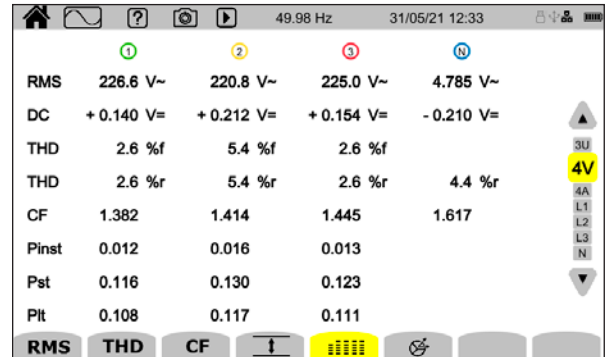 ? 49.98 Hz 31/05/21 12:33
1 2 3 N
RMS 226.6 V~ 220.8 V~ 225.0 V~ 4.785 V~
DC + 0.140 V= + 0.212 V= + 0.154 V= - 0.210 V=
THD 2.6 %f 5.4 %f 2.6 %f
3U
THD 2.6 %r 5.4 %r 2.6 %r 4.4 %r
4V
4A
CF 1.382 1.414 1.445 1.617
L1
L2
L3
Pinst 0.012 0.016 0.013
N
Pst 0.116 0.130 0.123
Plt 0.108 0.117 0.111
RMS THD CF